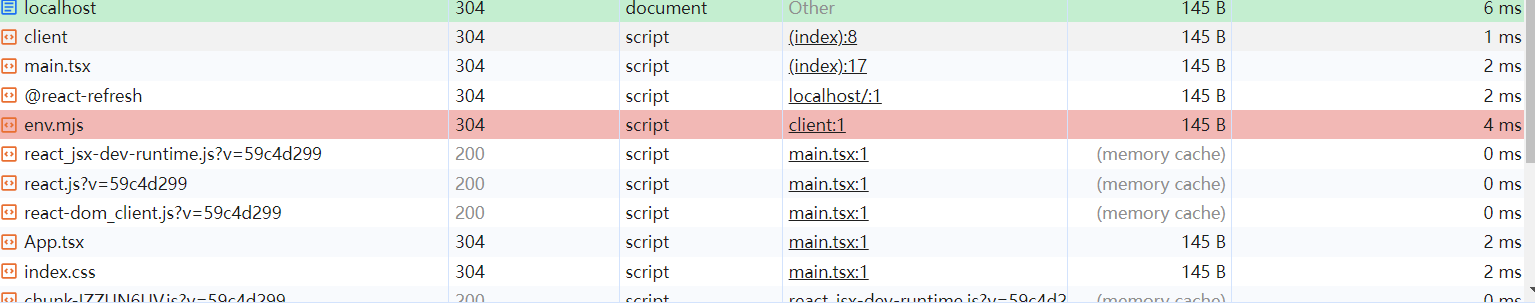 localhost 304 document Other 145 B 6 ms
client 304 script (index):8 145 B 1 ms
main.tsx 304 script (index):17 145 B 2 ms
@react-refresh 304 script localhost/:1 145 B 2 ms
env.mjs 304 script client:1 145 B 4 ms
react_jsx-dev-runtime.js?v=59c4d299 200 script main.tsx:1 (memory cache) 0 ms
react.js?v=59c4d299 200 script main.tsx:1 (memory cache) 0 ms
react-dom_client.js?v=59c4d299 200 script main.tsx:1 (memory cache) 0 ms
App.tsx 304 script main.tsx:1 145 B 2 ms
index.css 304 script main.tsx:1 145 B 2 ms
200 script react_jsx-dev-runtime.js?v=59c4d2 (memory cache) 0 ms